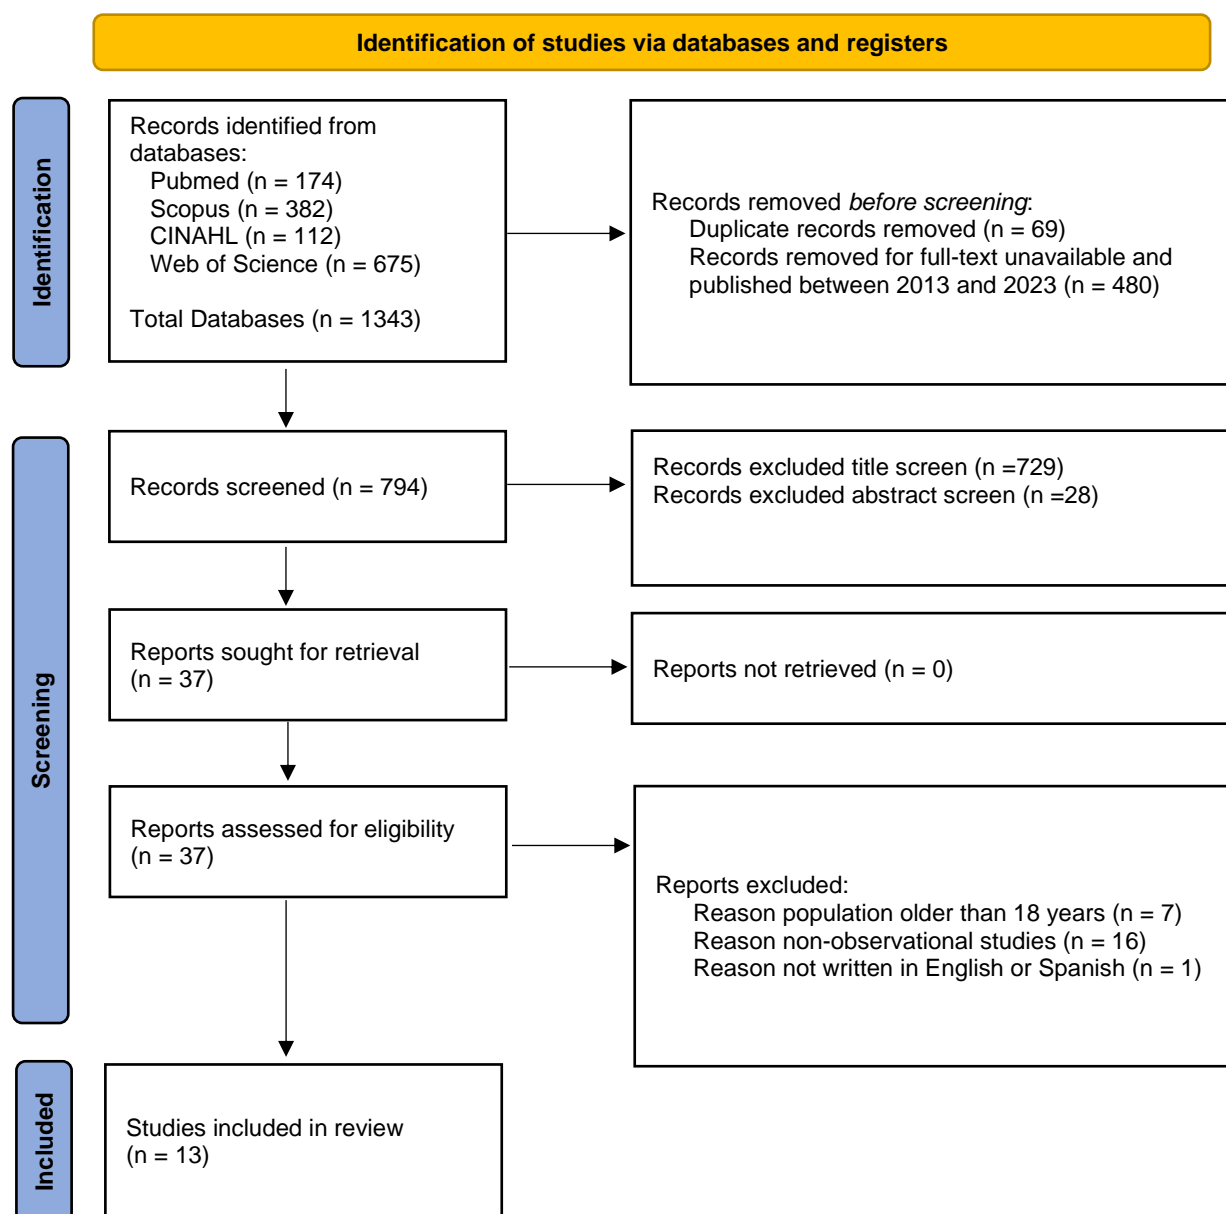 Identification of studies via databases and registers
Identification
Records identified from
databases:
Pubmed (n = 174)
Scopus (n = 382)
CINAHL (n = 112)
Web of Science (n = 675)
Total Databases (n = 1343)
Records removed before screening:
Duplicate records removed (n = 69)
Records removed for full-text unavailable and
published between 2013 and 2023 (n = 480)
Screening
Records screened (n = 794)
Records excluded title screen (n =729)
Records excluded abstract screen (n =28)
Reports sought for retrieval
(n = 37)
Reports not retrieved (n = 0)
Reports assessed for eligibility
(n = 37)
Reports excluded:
Reason population older than 18 years (n = 7)
Reason non-observational studies (n = 16)
Reason not written in English or Spanish (n = 1)
Included
Studies included in review
(n = 13)